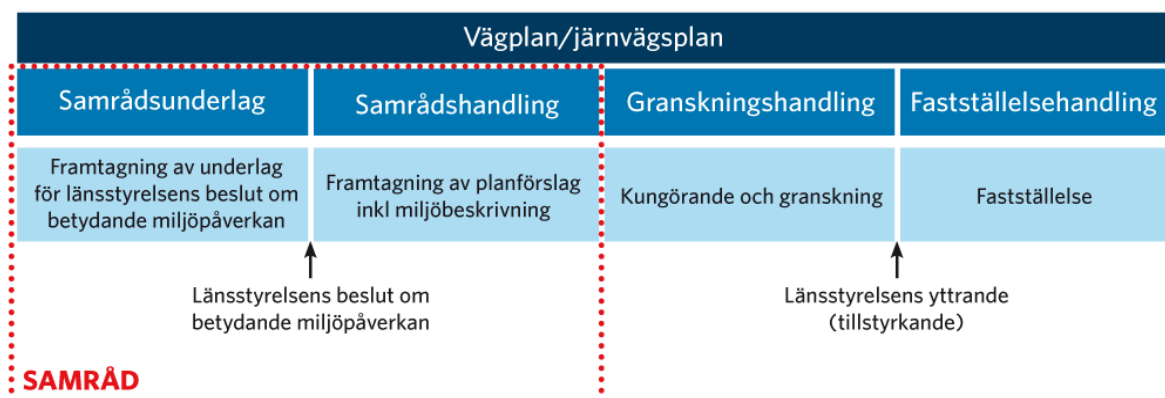 Vägplan/järnvägsplan
Samrådsunderlag
Samrådshandling
Granskningshandling
Fastställelsehandling
Framtagning av underlag
för länsstyrelsens beslut om
betydande miljöpåverkan
Framtagning av planförslag
inkl miljöbeskrivning
Kungörande och granskning
Fastställelse
Länsstyrelsens beslut om
betydande miljöpåverkan
Länsstyrelsens yttrande
(tillstyrkande)
SAMRÅD